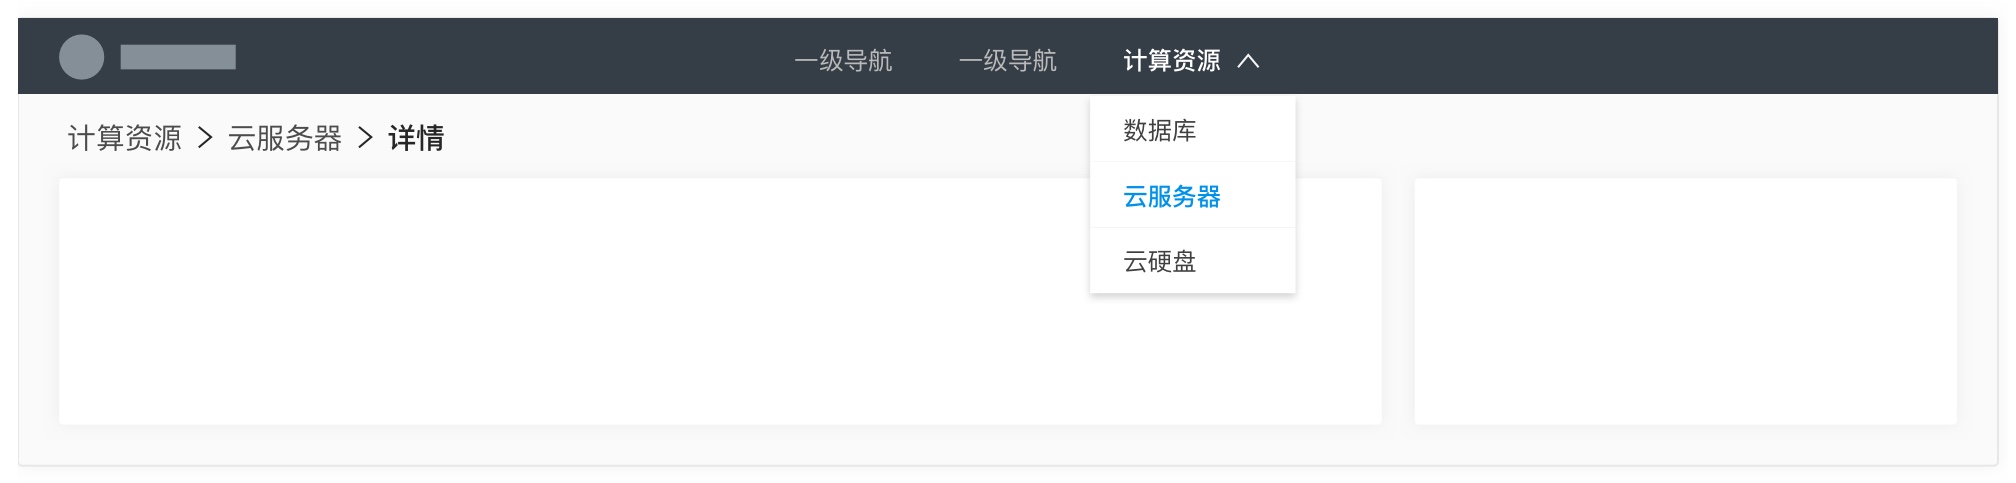 一级导航 一级导航 计算资源
计算资源 > 云服务器 > 详情
数据库
云服务器
云硬盘